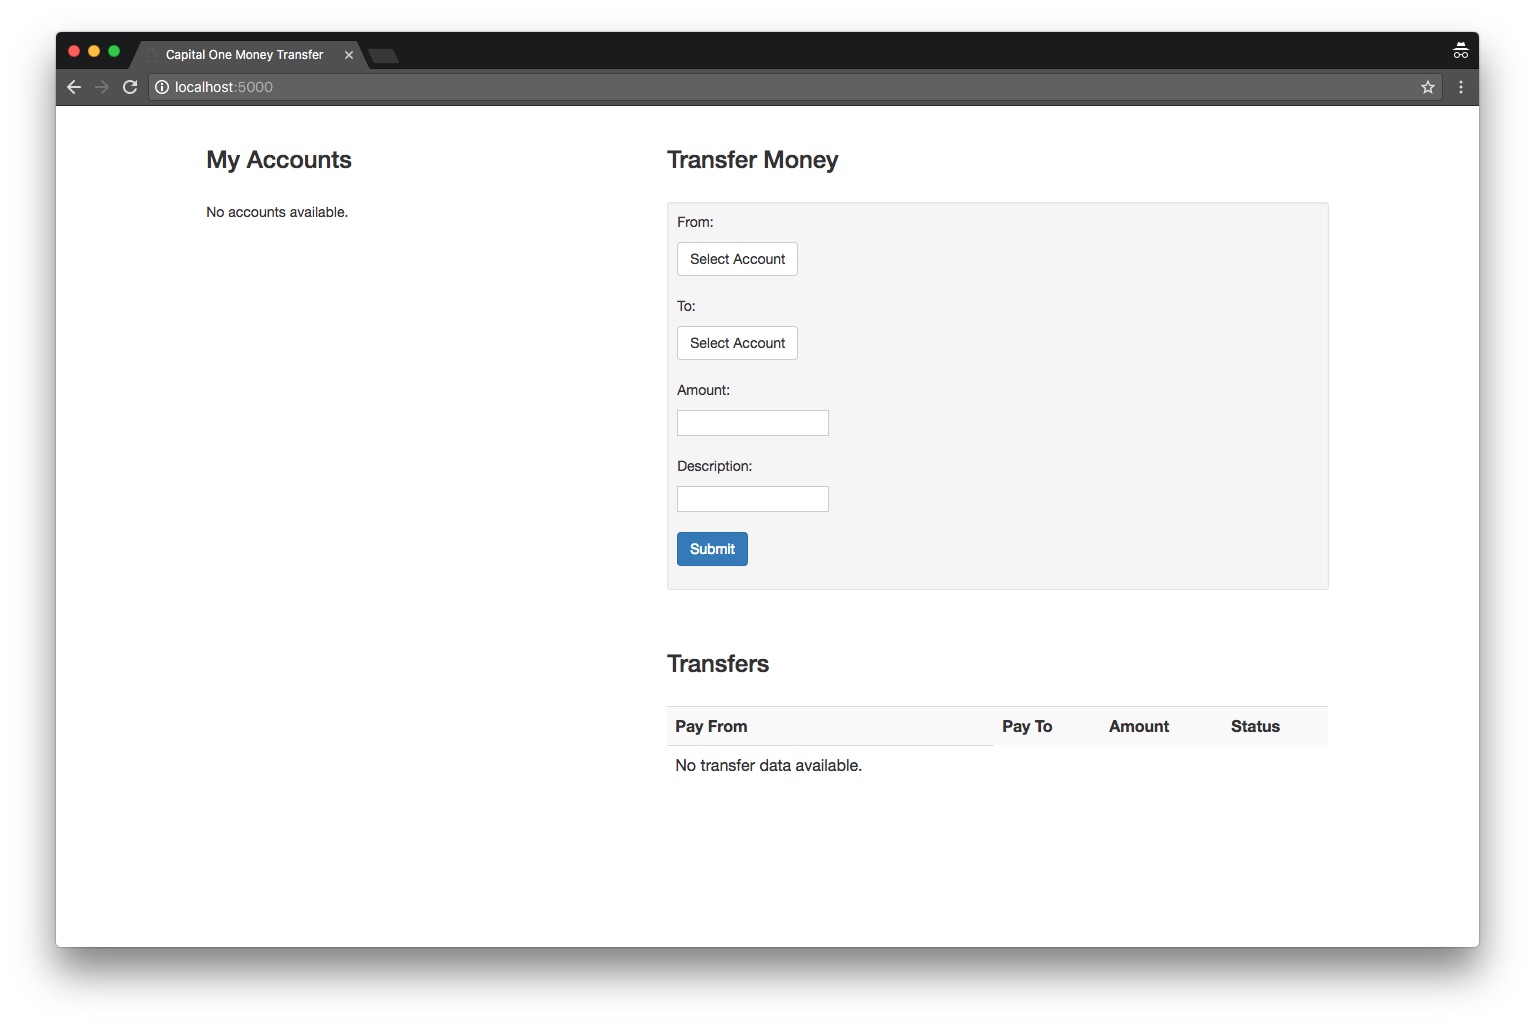 Capital One Money Transfer
localhost:5000
My Accounts
No accounts available.
Transfer Money
From:
Select Account
To:
Select Account
Amount:
Description:
Submit
Transfers
Pay From Pay To Amount Status
No transfer data available.